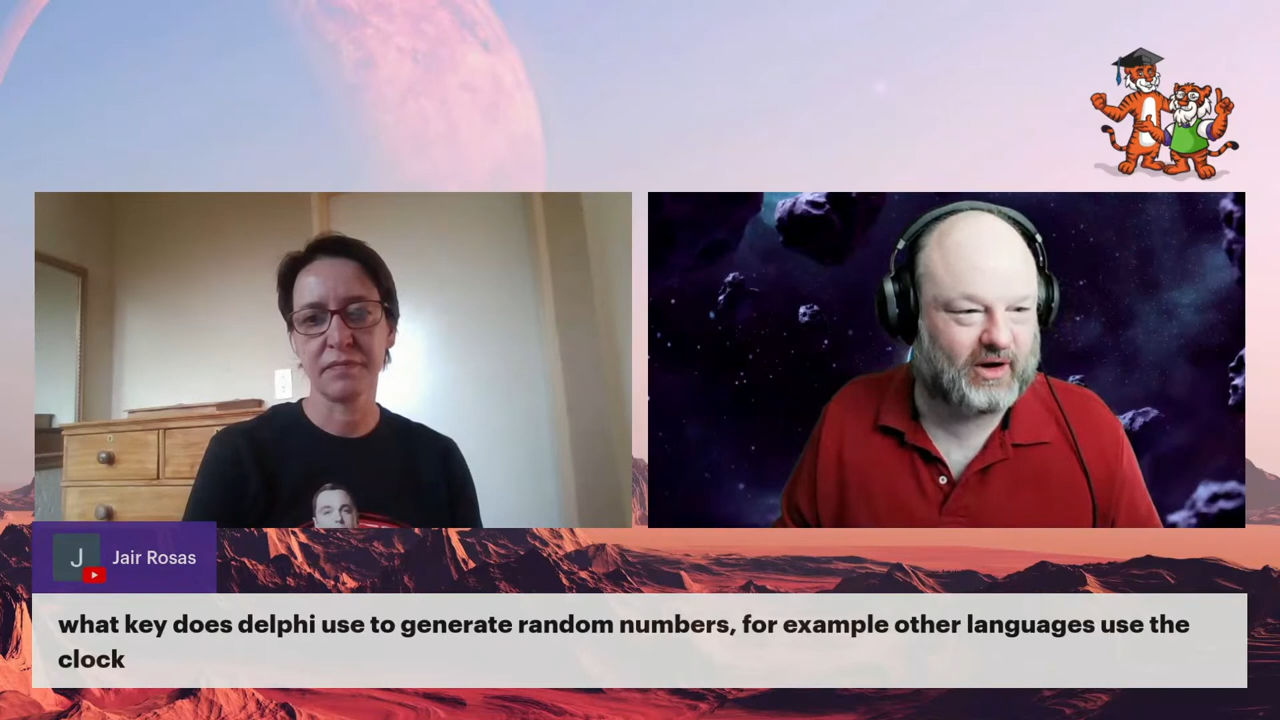 J
Jair Rosas
what key does delphi use to generate random numbers, for example other languages use the
clock